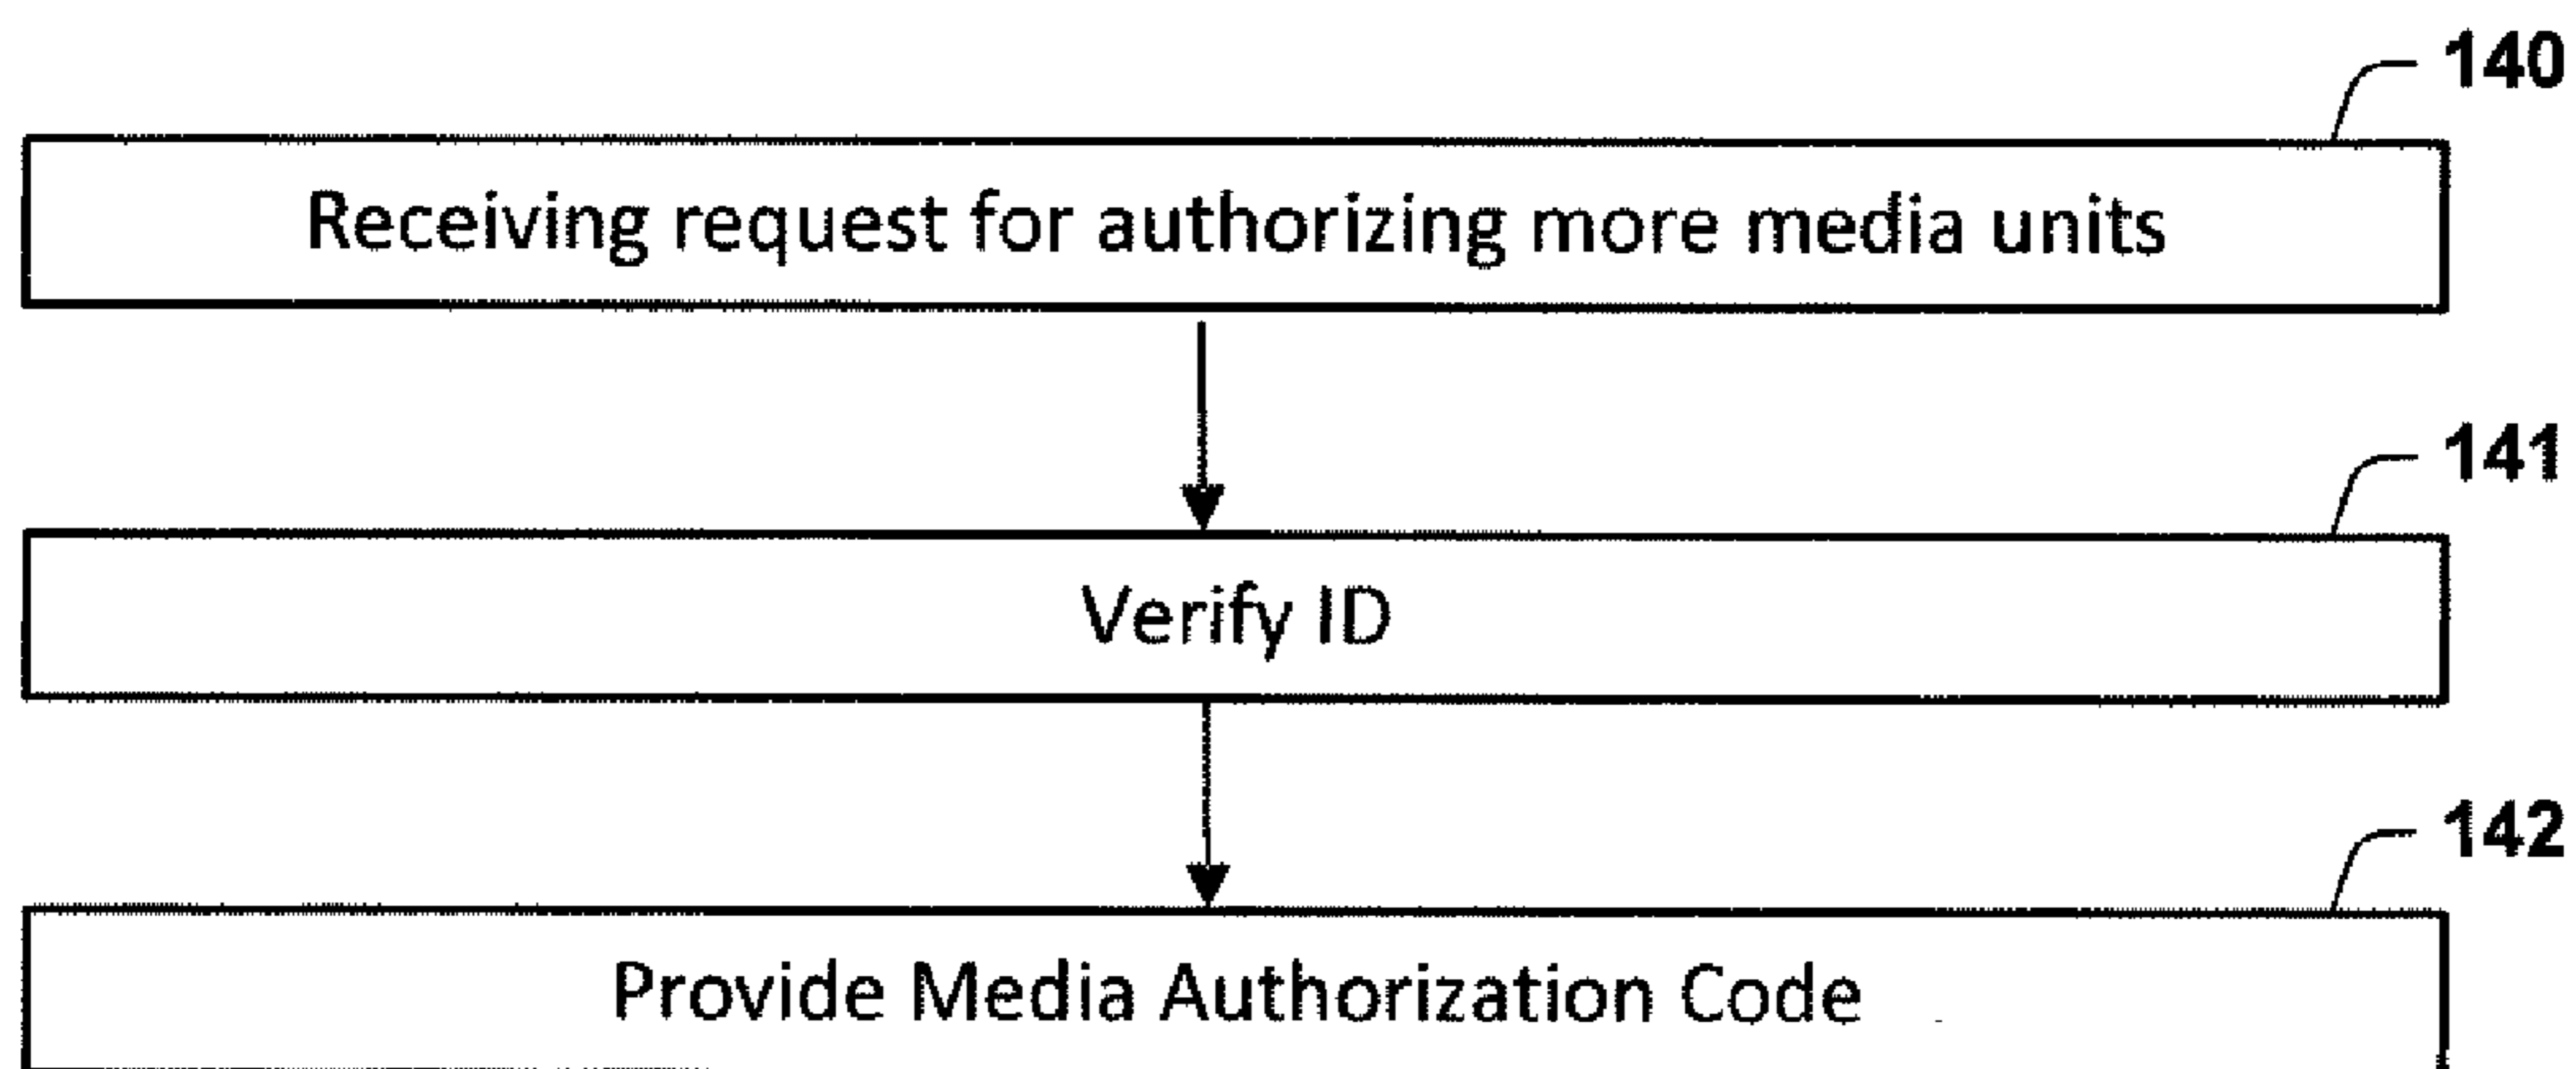 140
Receiving request for authorizing more media units
141
Verify ID
142
Provide Media Authorization Code